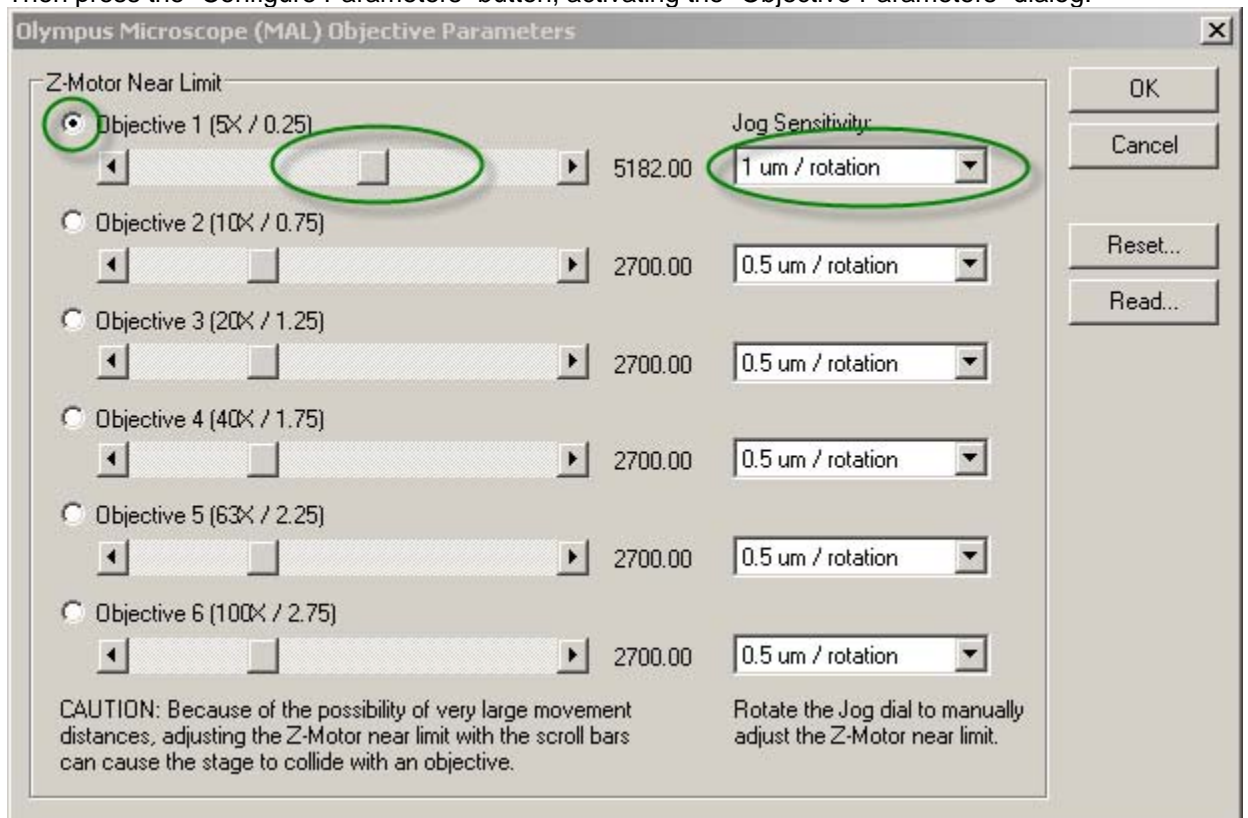 Then press the "Configure Parameters" button, activating the "Objective Parameters" dialog.
Olympus Microscope (MAL) Objective Parameters
Z-Motor Near Limit
OK
Objective 1 (5X / 0.25)
Jog Sensitivity:
Cancel
5182.00
1 um / rotation
Objective 2 (10X / 0.75)
Reset...
2700.00
0.5 um / rotation
Read...
Objective 3 (20X / 1.25)
2700.00
0.5 um / rotation
Objective 4 (40X / 1.75)
2700.00
0.5 um / rotation
Objective 5 (63X / 2.25)
2700.00
0.5 um / rotation
Objective 6 (100X / 2.75)
2700.00
0.5 um / rotation
CAUTION: Because of the possibility of very large movement
distances, adjusting the Z-Motor near limit with the scroll bars
can cause the stage to collide with an objective.
Rotate the Jog dial to manually
adjust the Z-Motor near limit.